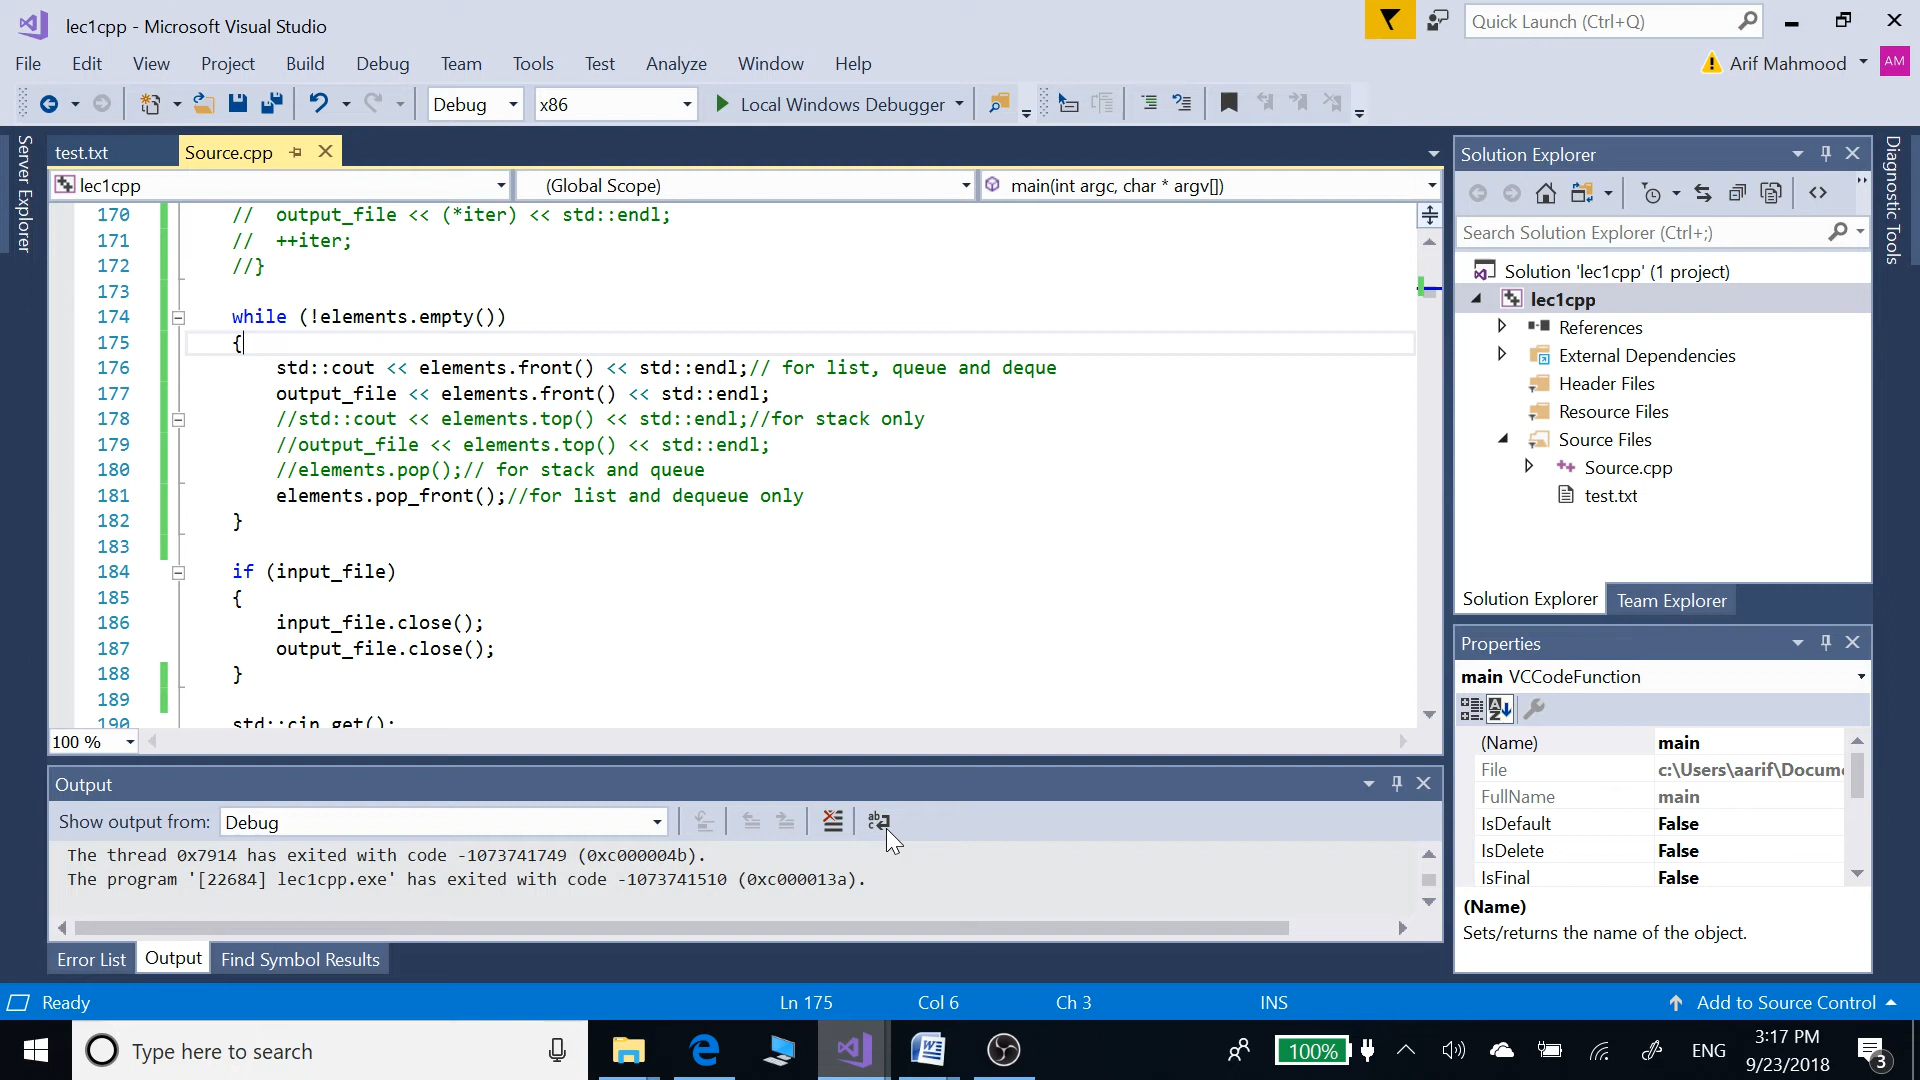 lec1cpp - Microsoft Visual Studio
Quick Launch (Ctrl+Q)
File Edit View Project Build Debug Team Tools Test Analyze Window Help
Arif Mahmood AM
Debug x86 Local Windows Debugger
Server Explorer
test.txt Source.cpp
lec1cpp (Global Scope) main(int argc, char * argv[])
170 // output_file << (*iter) << std::endl;
171 // ++iter;
172 //}
173
174 while (!elements.empty())
175 {
176 std::cout << elements.front() << std::endl;// for list, queue and deque
177 output_file << elements.front() << std::endl;
178 //std::cout << elements.top() << std::endl;//for stack only
179 //output_file << elements.top() << std::endl;
180 //elements.pop();// for stack and queue
181 elements.pop_front();//for list and dequeue only
182 }
183
184 if (input_file)
185 {
186 input_file.close();
187 output_file.close();
188 }
189
190 std::cin.get();
100 %
Output
Show output from: Debug
The thread 0x7914 has exited with code -1073741749 (0xc000004b).
The program '[22684] lec1cpp.exe' has exited with code -1073741510 (0xc000013a).
Error List Output Find Symbol Results
Solution Explorer
Search Solution Explorer (Ctrl+;)
Solution 'lec1cpp' (1 project)
lec1cpp
References
External Dependencies
Header Files
Resource Files
Source Files
Source.cpp
test.txt
Solution Explorer Team Explorer
Properties
main VCCodeFunction
(Name) main
File c:\Users\aarif\Docume
FullName main
IsDefault False
IsDelete False
IsFinal False
(Name)
Sets/returns the name of the object.
Diagnostic Tools
Ready Ln 175 Col 6 Ch 3 INS Add to Source Control
Type here to search
100% ENG 3:17 PM
9/23/2018
3